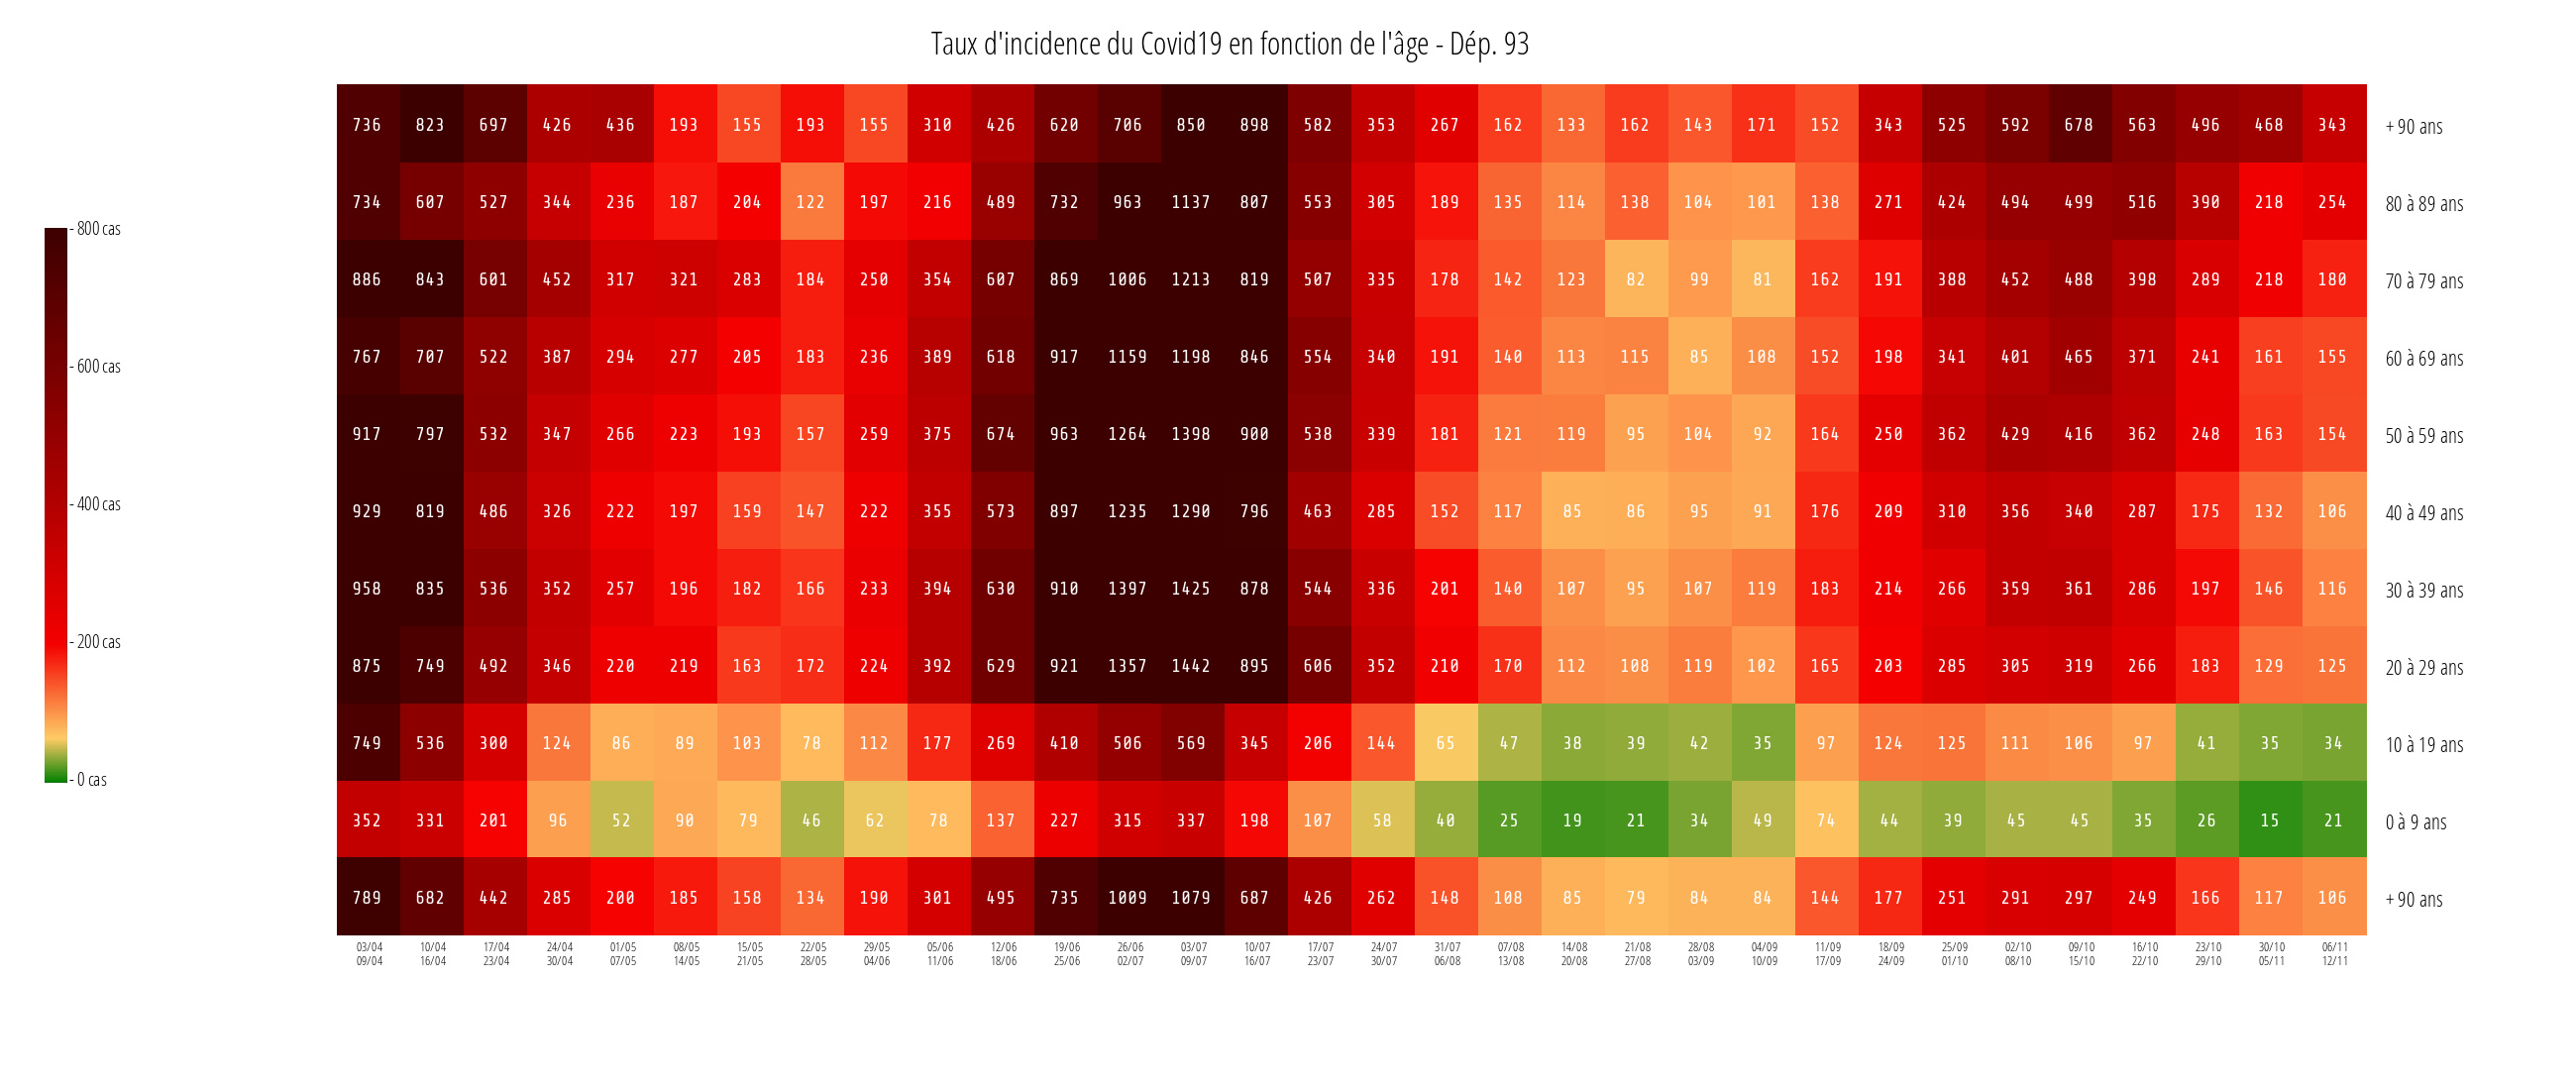 Taux d'incidence du Covid19 en fonction de l'âge - Dép. 93
- 800 cas
- 600 cas
- 400 cas
- 200 cas
- 0 cas
736 823 697 426 436 193 155 193 155 310 426 620 706 850 898 582 353 267 162 133 162 143 171 152 343 525 592 678 563 496 468 343 + 90 ans
734 607 527 344 236 187 204 122 197 216 489 732 963 1137 807 553 305 189 135 114 138 104 101 138 271 424 494 499 516 390 218 254 80 à 89 ans
886 843 601 452 317 321 283 184 250 354 607 869 1006 1213 819 507 335 178 142 123 82 99 81 162 191 388 452 488 398 289 218 180 70 à 79 ans
767 707 522 387 294 277 205 183 236 389 618 917 1159 1198 846 554 340 191 140 113 115 85 108 152 198 341 401 465 371 241 161 155 60 à 69 ans
917 797 532 347 266 223 193 157 259 375 674 963 1264 1398 900 538 339 181 121 119 95 104 92 164 250 362 429 416 362 248 163 154 50 à 59 ans
929 819 486 326 222 197 159 147 222 355 573 897 1235 1290 796 463 285 152 117 85 86 95 91 176 209 310 356 340 287 175 132 106 40 à 49 ans
958 835 536 352 257 196 182 166 233 394 630 910 1397 1425 878 544 336 201 140 107 95 107 119 183 214 266 359 361 286 197 146 116 30 à 39 ans
875 749 492 346 220 219 163 172 224 392 629 921 1357 1442 895 606 352 210 170 112 108 119 102 165 203 285 305 319 266 183 129 125 20 à 29 ans
749 536 300 124 86 89 103 78 112 177 269 410 506 569 345 206 144 65 47 38 39 42 35 97 124 125 111 106 97 41 35 34 10 à 19 ans
352 331 201 96 52 90 79 46 62 78 137 227 315 337 198 107 58 40 25 19 21 34 49 74 44 39 45 45 35 26 15 21 0 à 9 ans
789 682 442 285 200 185 158 134 190 301 495 735 1009 1079 687 426 262 148 108 85 79 84 84 144 177 251 291 297 249 166 117 106 + 90 ans
03/04 10/04 17/04 24/04 01/05 08/05 15/05 22/05 29/05 05/06 12/06 19/06 26/06 03/07 10/07 17/07 24/07 31/07 07/08 14/08 21/08 28/08 04/09 11/09 18/09 25/09 02/10 09/10 16/10 23/10 30/10 06/11
09/04 16/04 23/04 30/04 07/05 14/05 21/05 28/05 04/06 11/06 18/06 25/06 02/07 09/07 16/07 23/07 30/07 06/08 13/08 20/08 27/08 03/09 10/09 17/09 24/09 01/10 08/10 15/10 22/10 29/10 05/11 12/11